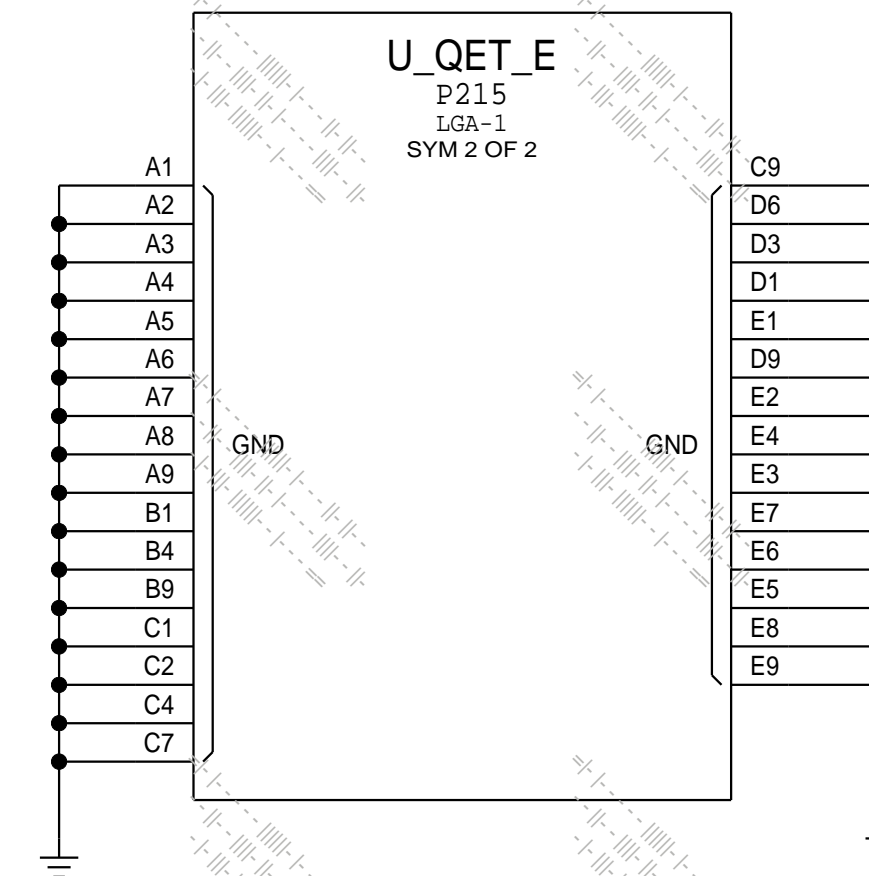 U_QET_E
P215
LGA-1
SYM 2 OF 2
A1
A2
A3
A4
A5
A6
A7
A8
A9
B1
B4
B9
C1
C2
C4
C7
GND
GND
C9
D6
D3
D1
E1
D9
E2
E4
E3
E7
E6
E5
E8
E9